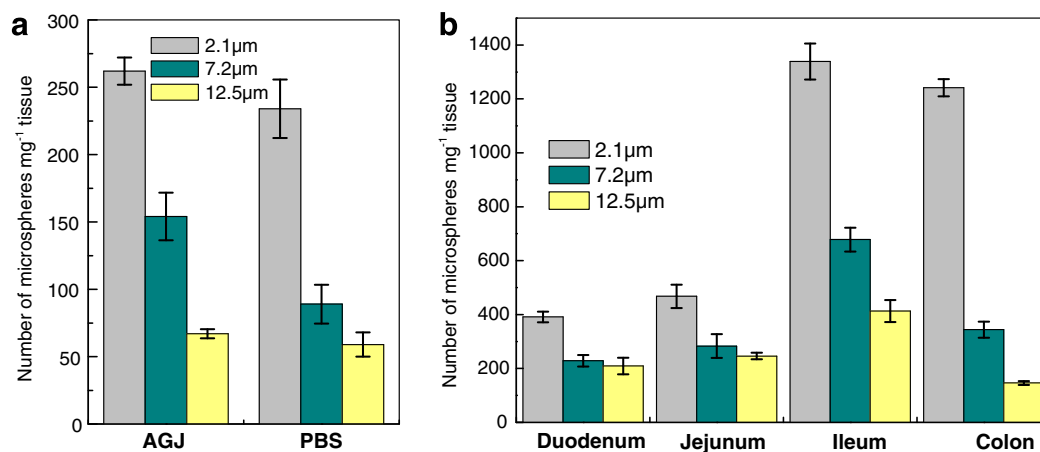 a
Number of microspheres mg⁻¹ tissue
300
250
200
150
100
50
0
2.1μm
7.2μm
12.5μm
AGJ
PBS
b
Number of microspheres mg⁻¹ tissue
1400
1200
1000
800
600
400
200
0
2.1μm
7.2μm
12.5μm
Duodenum
Jejunum
Ileum
Colon